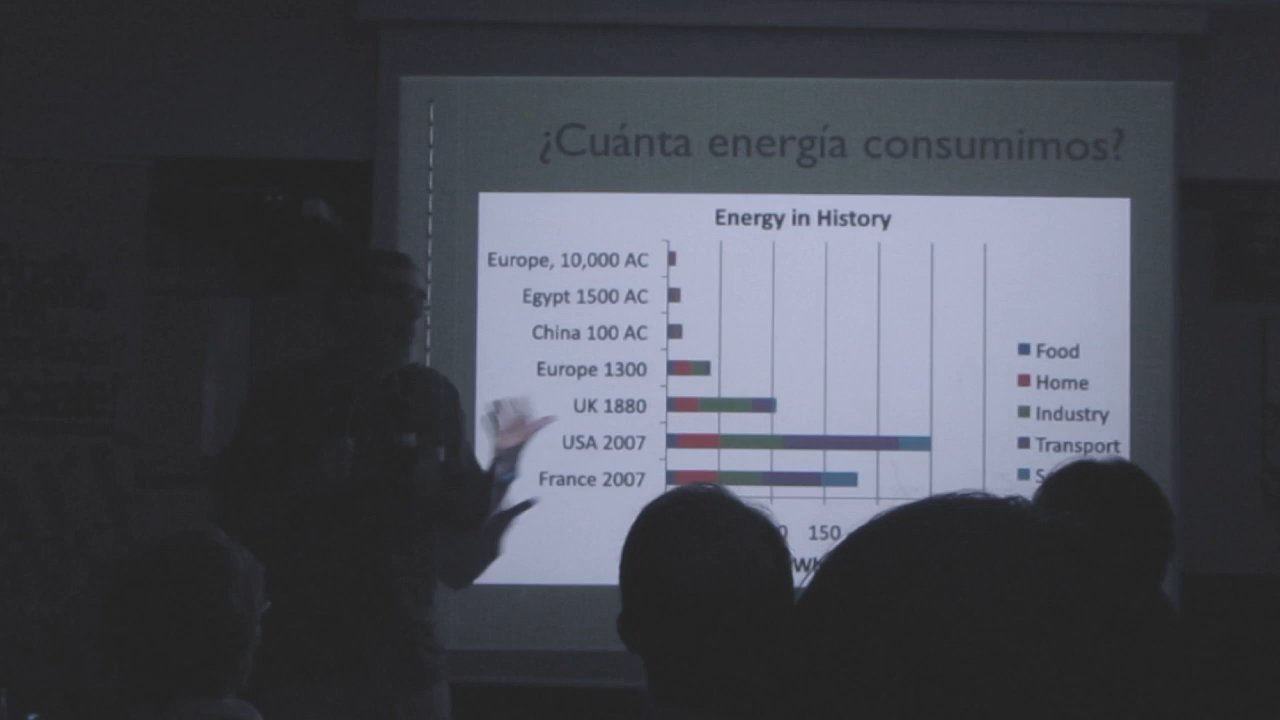 ¿Cuánta energía consumimos?
Energy in History
Europe, 10,000 AC
Egypt 1500 AC
China 100 AC
Europe 1300
UK 1880
USA 2007
France 2007
Food
Home
Industry
Transport
150